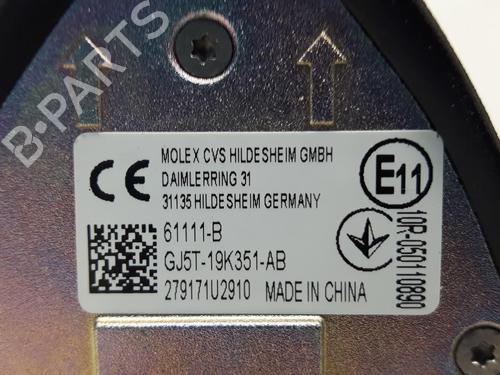 B-PARTS
MOLEX CVS HILDESHEIM GMBH
DAIMLERRING 31
31135 HILDESHEIM GERMANY
CE
E11
61111-B
GJ5T-19K351-AB
279171U2910 MADE IN CHINA
10R-050110890